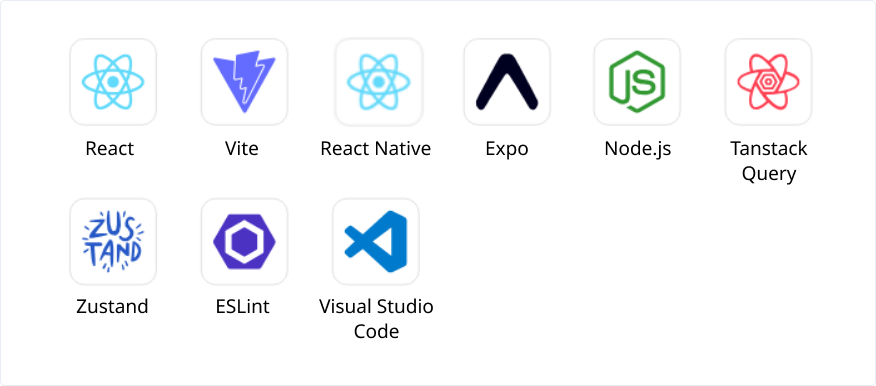 JS
React
Vite
React Native
Expo
Node.js
Tanstack
Query
ZUS
TAND
Zustand
ESLint
Visual Studio
Code